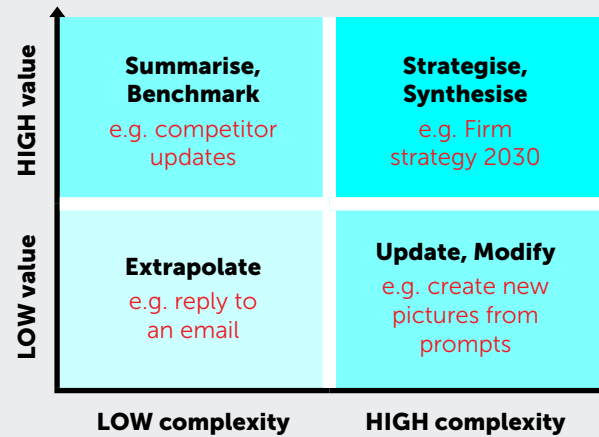 HIGH value
Summarise,
Benchmark
e.g. competitor
updates
Strategise,
Synthesise
e.g. Firm
strategy 2030
LOW value
Extrapolate
e.g. reply to
an email
Update, Modify
e.g. create new
pictures from
prompts
LOW complexity
HIGH complexity